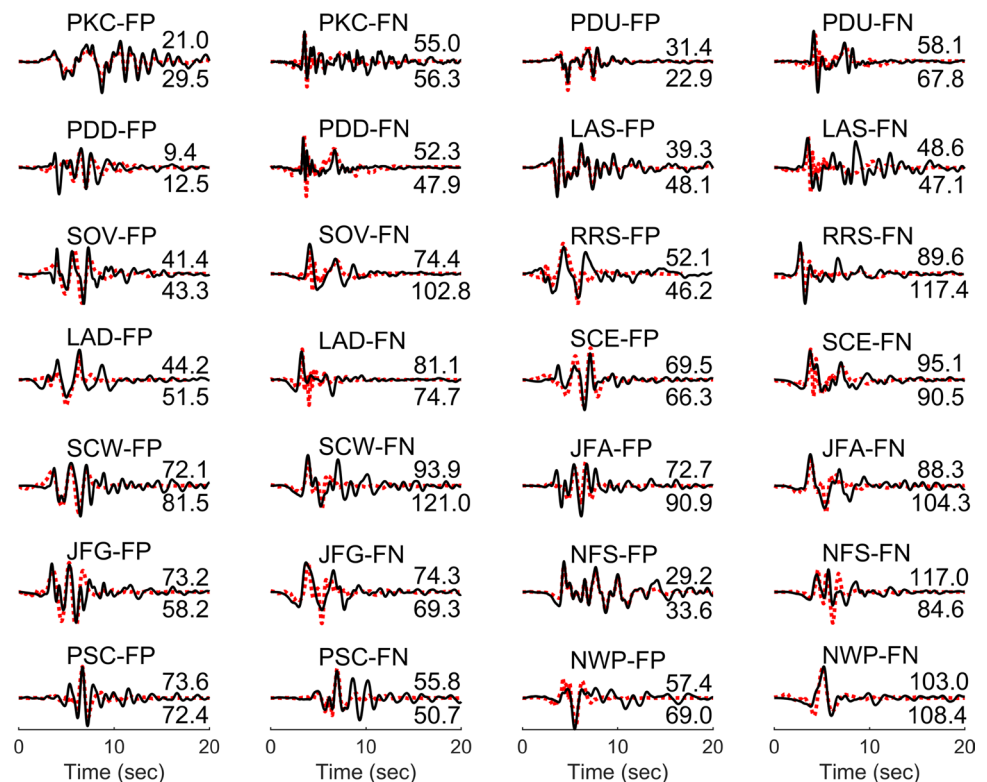 PKC-FP 21.0 29.5 PKC-FN 55.0 56.3 PDU-FP 31.4 22.9 PDU-FN 58.1 67.8
PDD-FP 9.4 12.5 PDD-FN 52.3 47.9 LAS-FP 39.3 48.1 LAS-FN 48.6 47.1
SOV-FP 41.4 43.3 SOV-FN 74.4 102.8 RRS-FP 52.1 46.2 RRS-FN 89.6 117.4
LAD-FP 44.2 51.5 LAD-FN 81.1 74.7 SCE-FP 69.5 66.3 SCE-FN 95.1 90.5
SCW-FP 72.1 81.5 SCW-FN 93.9 121.0 JFA-FP 72.7 90.9 JFA-FN 88.3 104.3
JFG-FP 73.2 58.2 JFG-FN 74.3 69.3 NFS-FP 29.2 33.6 NFS-FN 117.0 84.6
PSC-FP 73.6 72.4 PSC-FN 55.8 50.7 NWP-FP 57.4 69.0 NWP-FN 103.0 108.4
0 10 20 0 10 20 0 10 20 0 10 20
Time (sec) Time (sec) Time (sec) Time (sec)